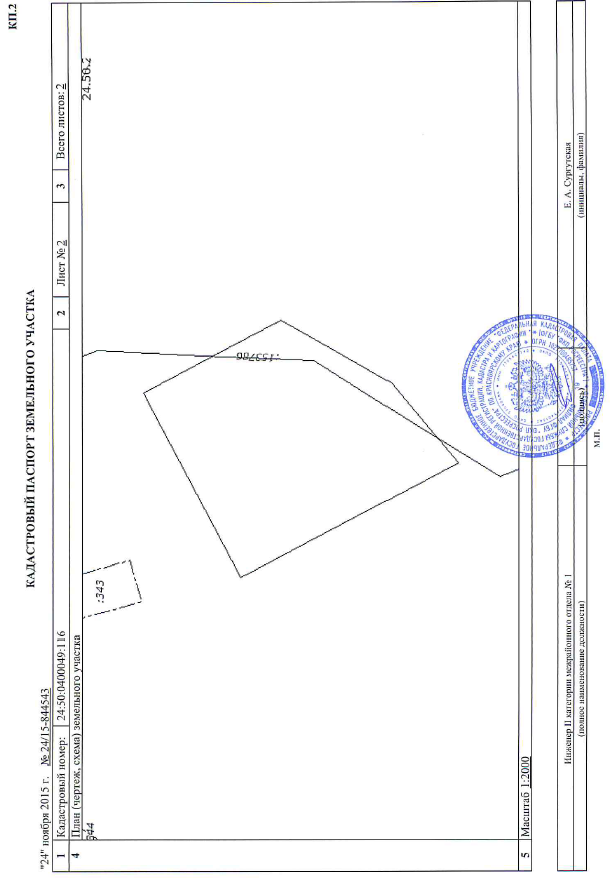 КП.2
КАДАСТРОВЫЙ ПАСПОРТ ЗЕМЕЛЬНОГО УЧАСТКА
"24" ноября 2015 г. № 24/15-844543
1 Кадастровый номер: 24:50:0400049:116 2 Лист № 2 3 Всего листов: 2
4 План (чертеж, схема) земельного участка
944
:343
24.50.2
5 Масштаб 1:2000
Инженер II категории межрайонного отдела № 1
Е. А. Сургутская
(полное наименование должности)
(подпись)
(инициалы, фамилия)
М.П.